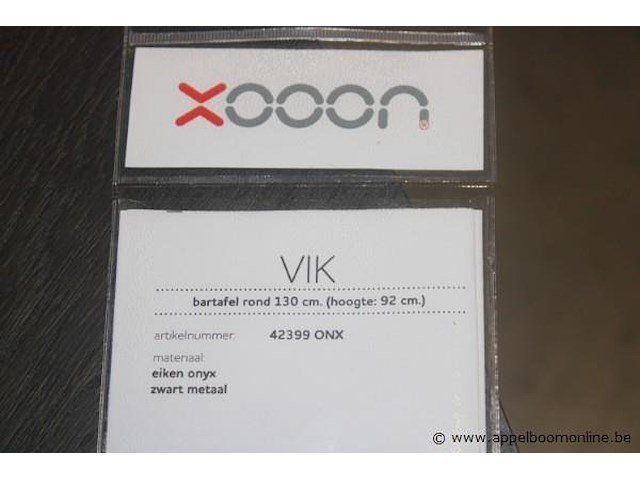 XOOON®
VIK
bartafel rond 130 cm. (hoogte: 92 cm.)
artikelnummer: 42399 ONX
materiaal:
eiken onyx
zwart metaal
© www.appelboomonline.be